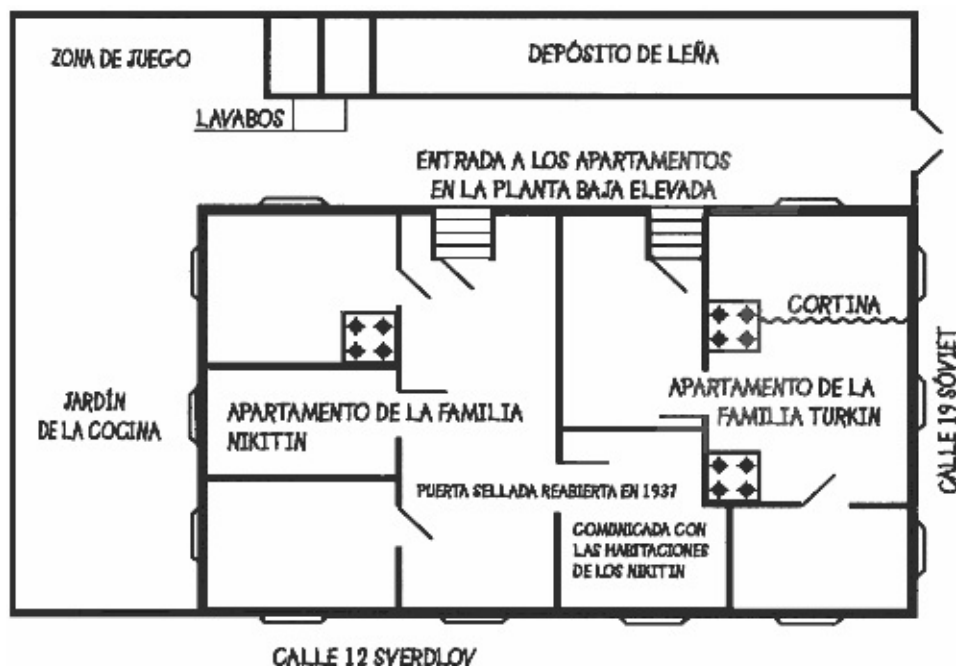 ZONA DE JUEGO
DEPÓSITO DE LEÑA
LAVABOS
ENTRADA A LOS APARTAMENTOS
EN LA PLANTA BAJA ELEVADA
CORTINA
JARDÍN
DE LA COCINA
APARTAMENTO DE LA FAMILIA
NIKITIN
APARTAMENTO DE LA
FAMILIA TURKIN
CALLE 19 SÓVIET
PUERTA SELLADA REABIERTA EN 1937
COMUNICADA CON
LAS HABITACIONES
DE LOS NIKITIN
CALLE 12 SVERDLOV